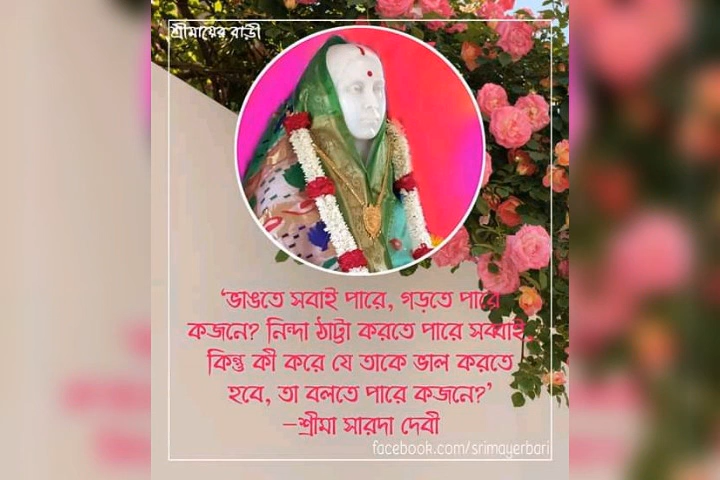 শ্রীমায়ের বাড়ী
‘ভাঙতে সবাই পারে, গড়তে পারে
কজনে? নিন্দা ঠাট্টা করতে পারে সব্বাই,
কিন্তু কী করে যে তাকে ভাল করতে
হবে, তা বলতে পারে কজনে?’
–শ্রীমা সারদা দেবী
facebook.com/srimayerbari